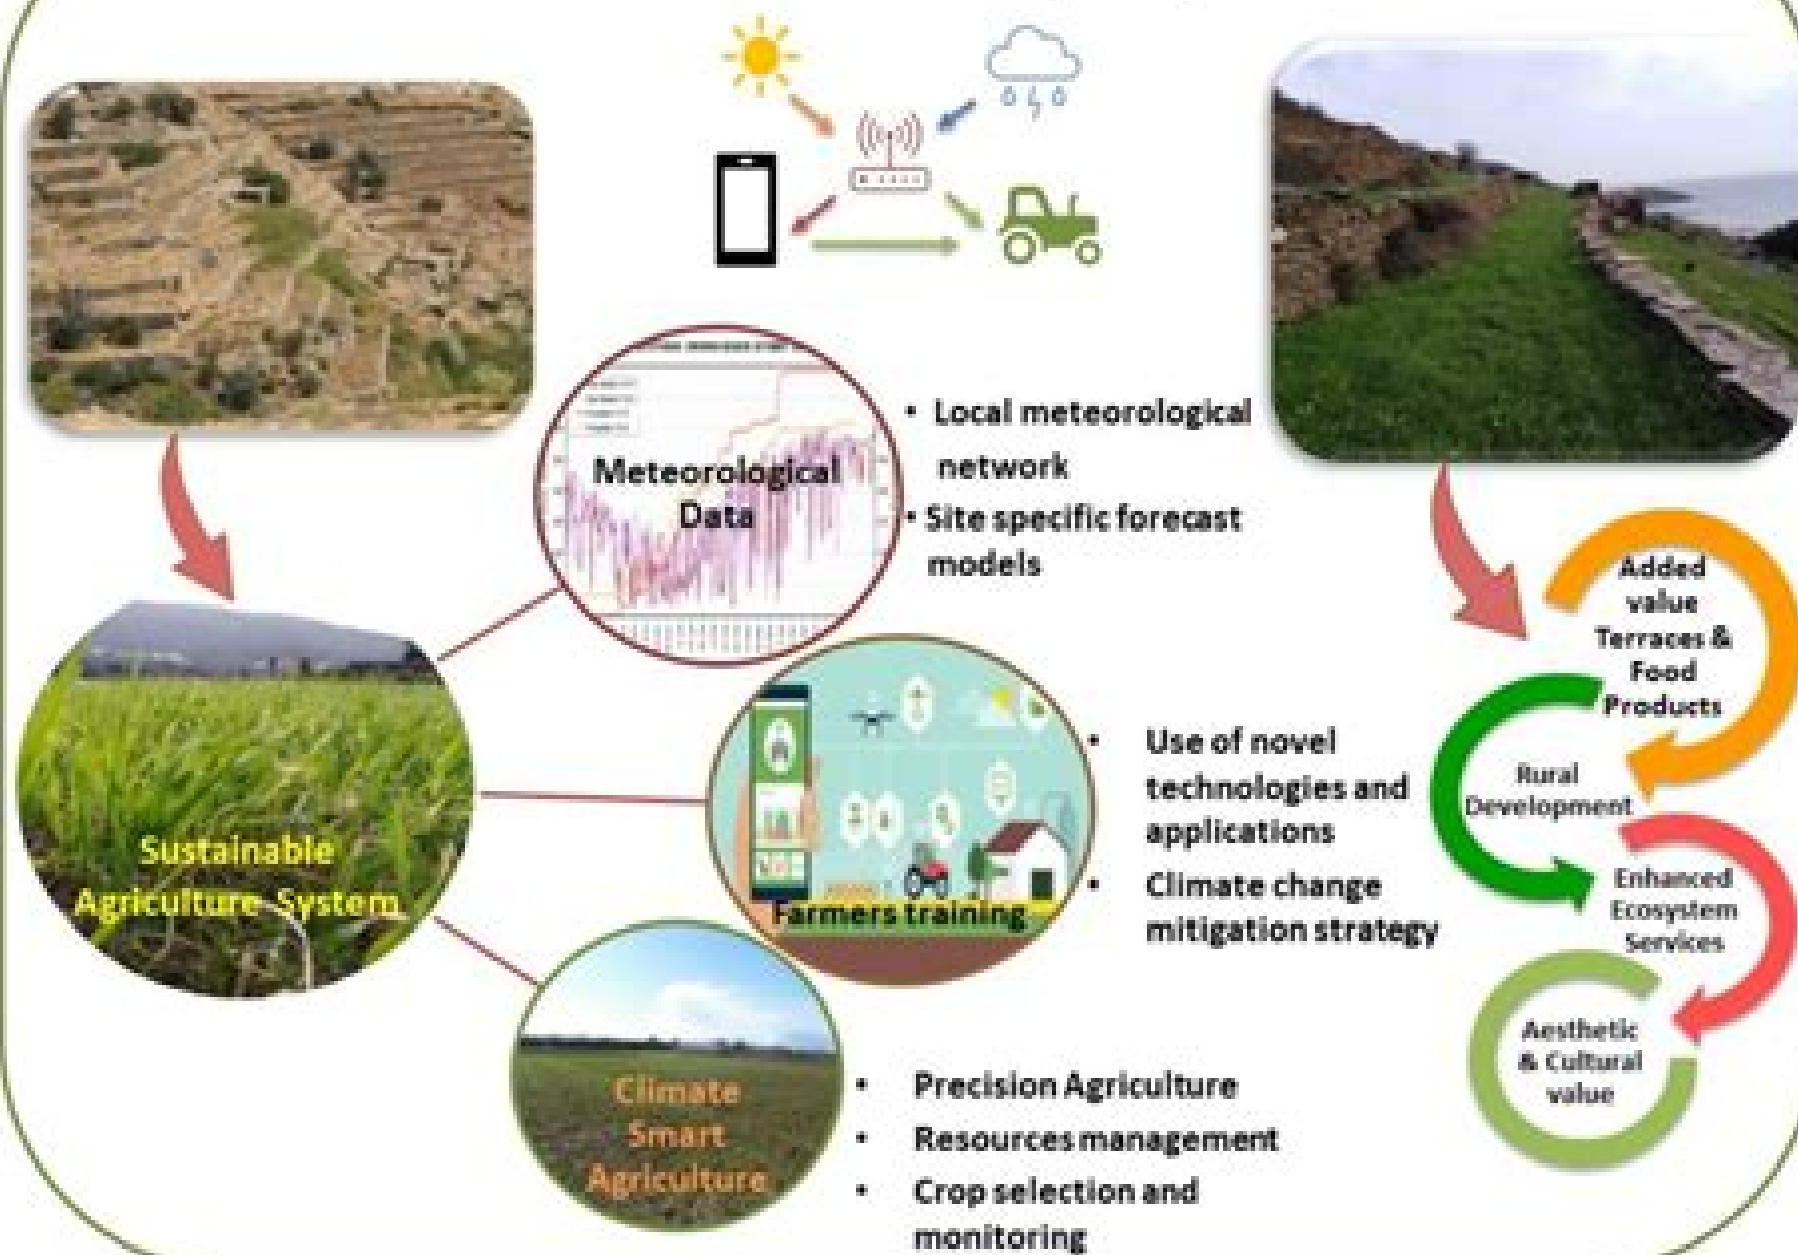 Meteorological
Data
• Local meteorological
network
• Site specific forecast
models
Sustainable
Agriculture System
Farmers training
• Use of novel
technologies and
applications
• Climate change
mitigation strategy
Climate
Smart
Agriculture
• Precision Agriculture
• Resources management
• Crop selection and
monitoring
Added
value
Terraces &
Food
Products
Rural
Development
Enhanced
Ecosystem
Services
Aesthetic
& Cultural
value